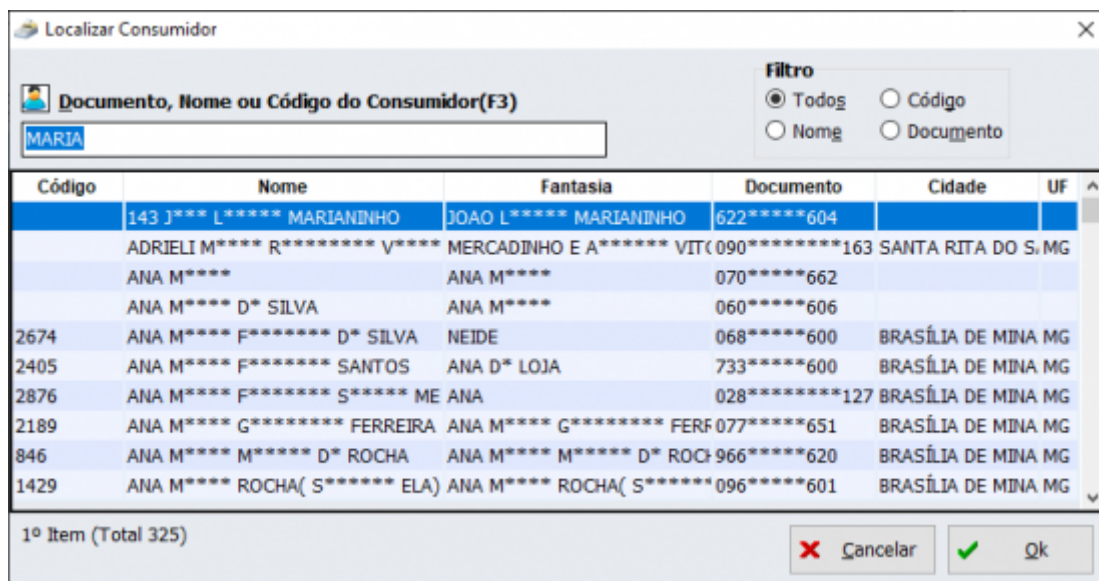 Localizar Consumidor
Filtro
Documento, Nome ou Código do Consumidor(F3)
Todos Código
MARIA
Nome Documento
Código Nome Fantasia Documento Cidade UF
143 J*** L***** MARIANINHO JOAO L***** MARIANINHO 622*****604
ADRIELI M**** R******** V**** MERCADINHO E A****** VITO 090********163 SANTA RITA DO SA MG
ANA M**** ANA M**** 070*****662
ANA M**** D* SILVA ANA M**** 060*****606
2674 ANA M**** F******* D* SILVA NEIDE 068*****600 BRASÍLIA DE MINA MG
2405 ANA M**** F******* SANTOS ANA D* LOJA 733*****600 BRASÍLIA DE MINA MG
2876 ANA M**** F******* S***** ME ANA 028********127 BRASÍLIA DE MINA MG
2189 ANA M**** G******** FERREIRA ANA M**** G******** FERR 077*****651 BRASÍLIA DE MINA MG
846 ANA M**** M***** D* ROCHA ANA M**** M***** D* ROCH 966*****620 BRASÍLIA DE MINA MG
1429 ANA M**** ROCHA( S****** ELA) ANA M**** ROCHA( S****** 096*****601 BRASÍLIA DE MINA MG
1º Item (Total 325)
Cancelar Ok